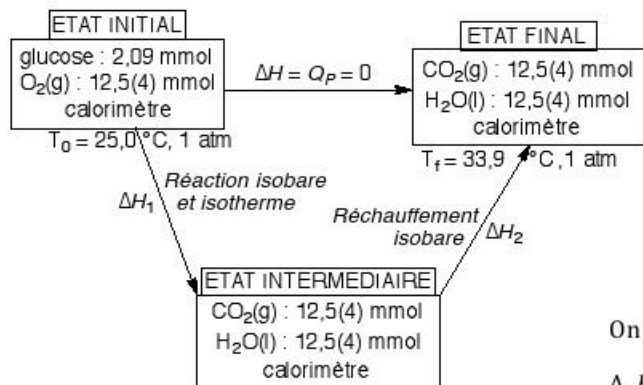 ETAT INITIAL
glucose : 2,09 mmol
O₂(g) : 12,5(4) mmol
calorimètre
T₀ = 25,0 °C, 1 atm
ΔH = Q_P = 0
ETAT FINAL
CO₂(g) : 12,5(4) mmol
H₂O(l) : 12,5(4) mmol
calorimètre
T_f = 33,9 °C, 1 atm
ΔH₁
Réaction isobare
et isotherme
Réchauffement
isobare
ΔH₂
ETAT INTERMEDIAIRE
CO₂(g) : 12,5(4) mmol
H₂O(l) : 12,5(4) mmol
calorimètre
On